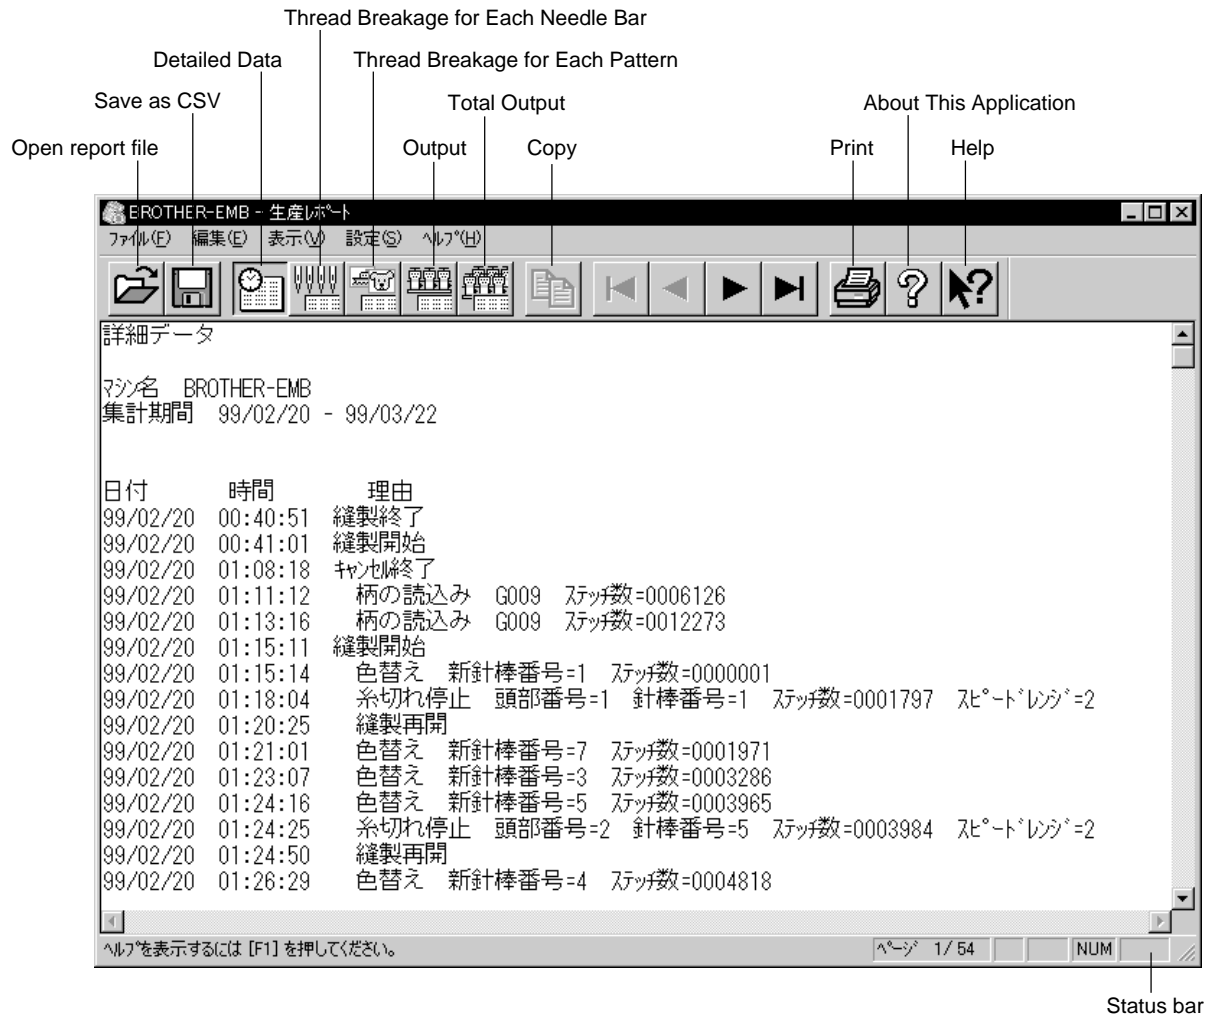 Thread Breakage for Each Needle Bar
Detailed Data Thread Breakage for Each Pattern
Save as CSV Total Output About This Application
Open report file Output Copy Print Help
BROTHER-EMB - 生産ﾚﾎﾟｰﾄ
ﾌｧｲﾙ(F) 編集(E) 表示(V) 設定(S) ﾍﾙﾌﾟ(H)
詳細データ
ﾏｼﾝ名 BROTHER-EMB
集計期間 99/02/20 - 99/03/22
日付 時間 理由
99/02/20 00:40:51 縫製終了
99/02/20 00:41:01 縫製開始
99/02/20 01:08:18 ｷｬﾝｾﾙ終了
99/02/20 01:11:12 柄の読込み G009 ｽﾃｯﾁ数=0006126
99/02/20 01:13:16 柄の読込み G009 ｽﾃｯﾁ数=0012273
99/02/20 01:15:11 縫製開始
99/02/20 01:15:14 色替え 新針棒番号=1 ｽﾃｯﾁ数=0000001
99/02/20 01:18:04 糸切れ停止 頭部番号=1 針棒番号=1 ｽﾃｯﾁ数=0001797 ｽﾋﾟｰﾄﾞﾚﾝｼﾞ=2
99/02/20 01:20:25 縫製再開
99/02/20 01:21:01 色替え 新針棒番号=7 ｽﾃｯﾁ数=0001971
99/02/20 01:23:07 色替え 新針棒番号=3 ｽﾃｯﾁ数=0003286
99/02/20 01:24:16 色替え 新針棒番号=5 ｽﾃｯﾁ数=0003965
99/02/20 01:24:25 糸切れ停止 頭部番号=2 針棒番号=5 ｽﾃｯﾁ数=0003984 ｽﾋﾟｰﾄﾞﾚﾝｼﾞ=2
99/02/20 01:24:50 縫製再開
99/02/20 01:26:29 色替え 新針棒番号=4 ｽﾃｯﾁ数=0004818
ﾍﾙﾌﾟを表示するには [F1] を押してください。 ﾍﾟｰｼﾞ 1/ 54 NUM
Status bar